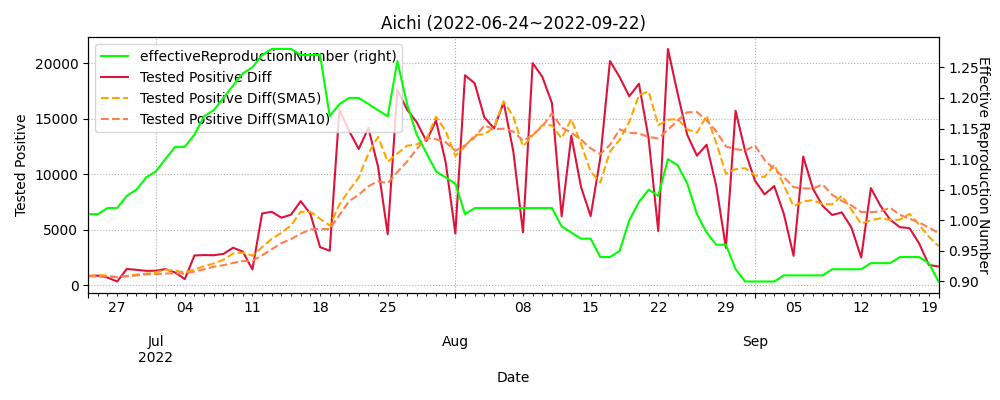 Aichi (2022-06-24~2022-09-22)
effectiveReproductionNumber (right)
Tested Positive Diff
Tested Positive Diff(SMA5)
Tested Positive Diff(SMA10)
Tested Positive
20000
15000
10000
5000
0
Effective Reproduction Number
1.25
1.20
1.15
1.10
1.05
1.00
0.95
0.90
27 04 11 18 25 08 15 22 29 05 12 19
Jul Aug Sep
2022
Date